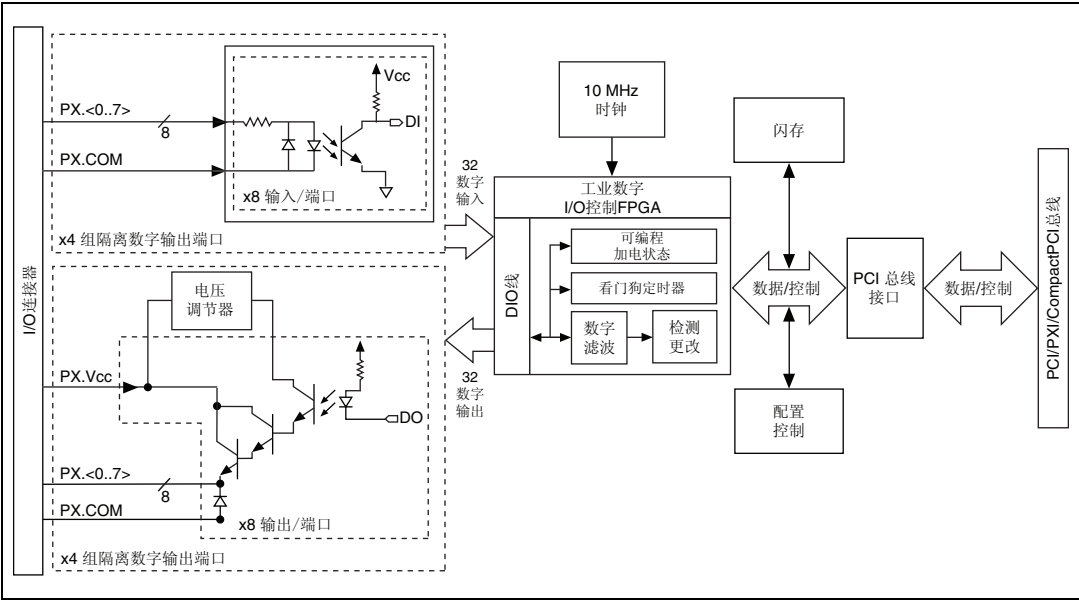 I/O连接器
PX.<0..7>
8
PX.COM
Vcc
DI
x8 输入/端口
x4 组隔离数字输出端口
电压
调节器
PX.Vcc
DO
PX.<0..7>
8
PX.COM
x8 输出/端口
x4 组隔离数字输出端口
32
数字
输入
32
数字
输出
10 MHz
时钟
工业数字
I/O控制FPGA
DIO线
可编程
加电状态
看门狗定时器
数字
滤波
检测
更改
闪存
数据/控制
配置
控制
PCI 总线
接口
数据/控制
PCI/PXI/CompactPCI总线